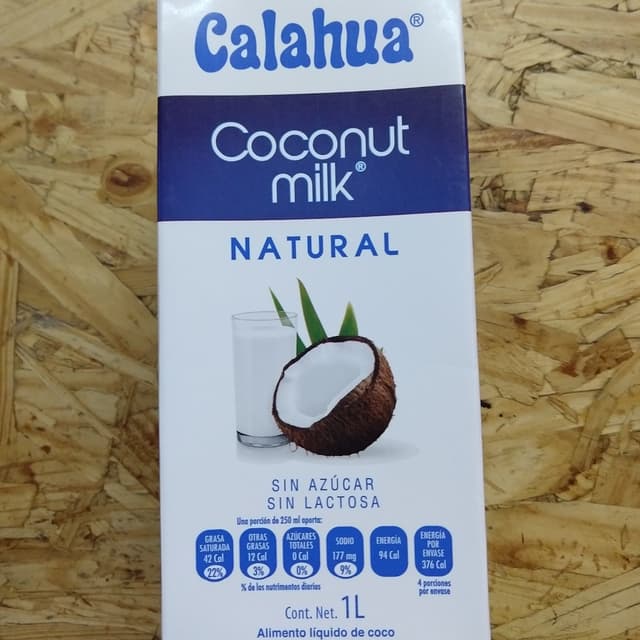 Calahua®
Coconut
milk®
NATURAL
SIN AZÚCAR
SIN LACTOSA
Una porción de 250 ml aporta:
GRASA SATURADA 42 Cal 22%
OTRAS GRASAS 12 Cal 3%
AZÚCARES TOTALES 0 Cal 0%
SODIO 177 mg 9%
ENERGÍA 94 Cal
ENERGÍA POR ENVASE 376 Cal
% de los nutrimentos diarios
4 porciones por envase
Cont. Net. 1L
Alimento líquido de coco